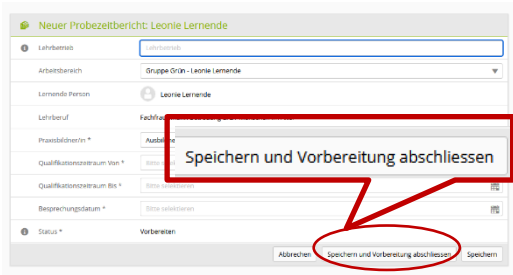 Neuer Probezeitbericht: Leonie Lernende
Lehrbetrieb Lehrbetrieb
Arbeitsbereich Gruppe Grün - Leonie Lernende
Lernende Person Leonie Lernende
Lehrberuf
Praxisbildner/in *
Speichern und Vorbereitung abschliessen
Qualifikationszeitraum Von * Bitte
Qualifikationszeitraum Bis * Bitte selektieren
Besprechungsdatum * Bitte selektieren
Status * Vorbereiten
Abbrechen Speichern und Vorbereitung abschliessen Speichern